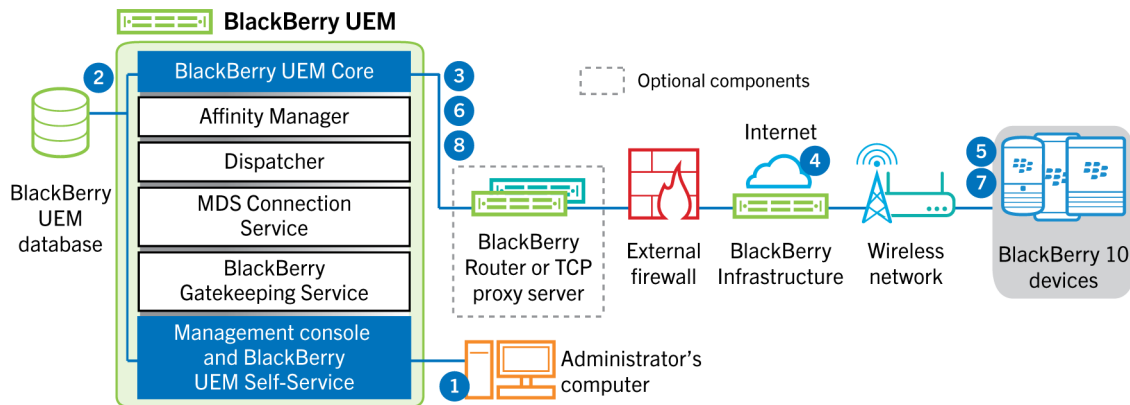 BlackBerry UEM
2
BlackBerry UEM Core
3
Affinity Manager
6
Dispatcher
8
MDS Connection
Service
BlackBerry
Gatekeeping Service
Management console
and BlackBerry
UEM Self-Service
BlackBerry
UEM
database
1
Administrator's
computer
Optional components
BlackBerry
Router or TCP
proxy server
External
firewall
Internet
4
BlackBerry
Infrastructure
Wireless
network
5
7
BlackBerry 10
devices